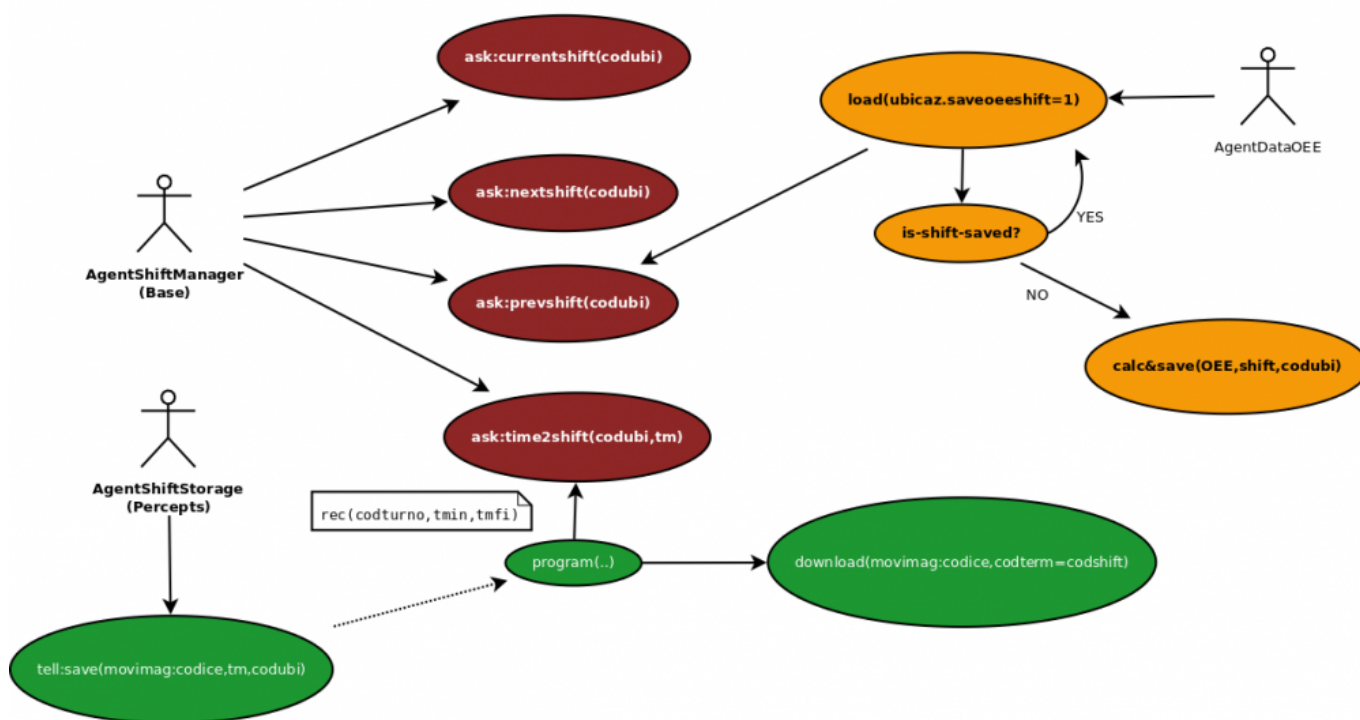 ask:currentshift(codubi)
load(ubicaz.saveoeeshift=1)
AgentDataOEE
ask:nextshift(codubi)
is-shift-saved?
YES
AgentShiftManager
(Base)
ask:prevshift(codubi)
NO
calc&save(OEE,shift,codubi)
ask:time2shift(codubi,tm)
AgentShiftStorage
(Percepts)
rec(codturno,tmin,tmfi)
program(..)
download(movimag:codice,codterm=codshift)
tell:save(movimag:codice,tm,codubi)